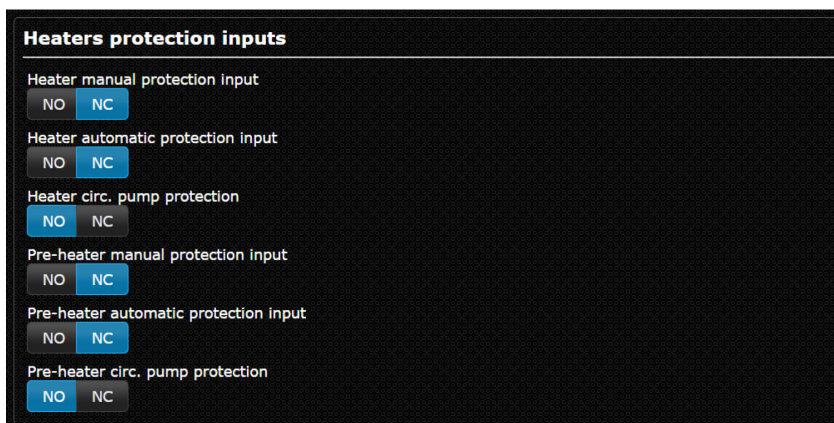 Heaters protection inputs
Heater manual protection input
NO NC
Heater automatic protection input
NO NC
Heater circ. pump protection
NO NC
Pre-heater manual protection input
NO NC
Pre-heater automatic protection input
NO NC
Pre-heater circ. pump protection
NO NC